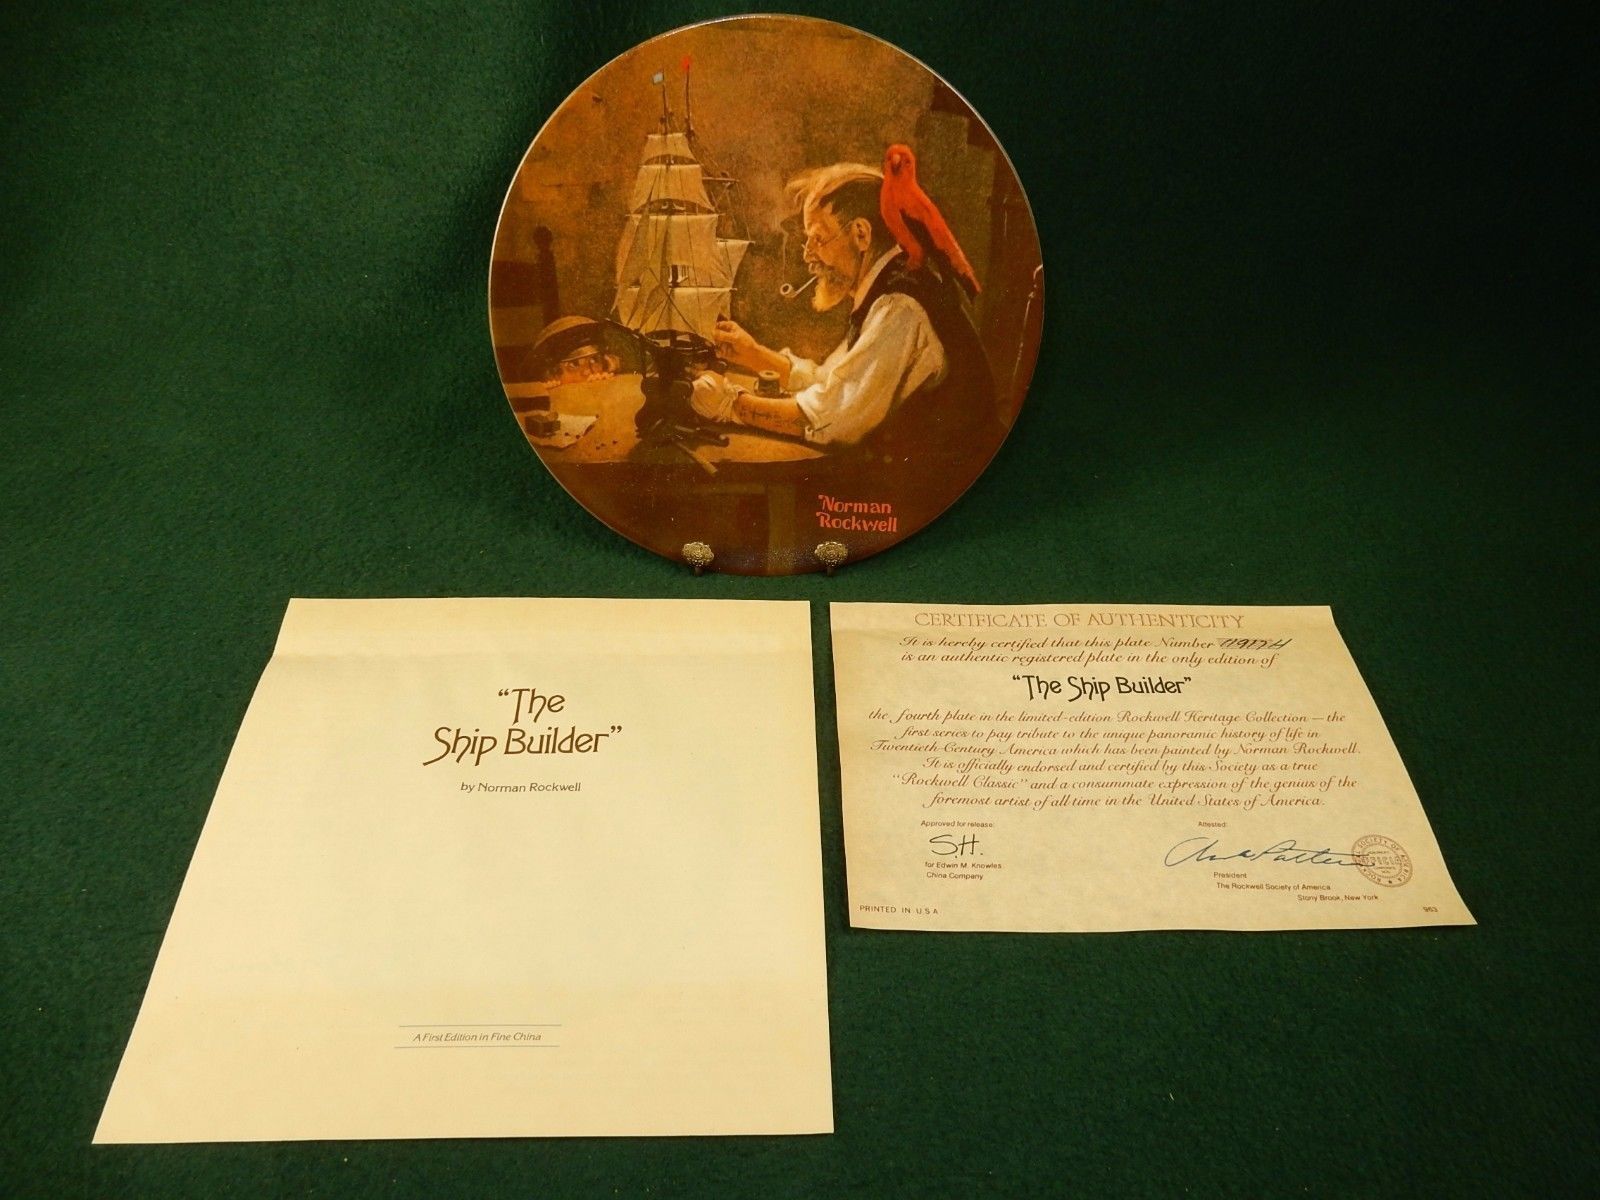 Norman
Rockwell
"The
Ship Builder"
by Norman Rockwell
A First Edition in Fine China
CERTIFICATE OF AUTHENTICITY
It is hereby certified that this plate Number
is an authentic registered plate in the only edition of
"The Ship Builder"
the fourth plate in the limited-edition Rockwell Heritage Collection — the
first series to pay tribute to the unique panoramic history of life in
Twentieth-Century America which has been painted by Norman Rockwell.
It is officially endorsed and certified by this Society as a true
"Rockwell Classic" and a consummate expression of the genius of the
foremost artist of all time in the United States of America.
Approved for release:
S.H.
for Edwin M. Knowles
China Company
Attested:
President
The Rockwell Society of America
Stony Brook, New York
PRINTED IN U S A
963